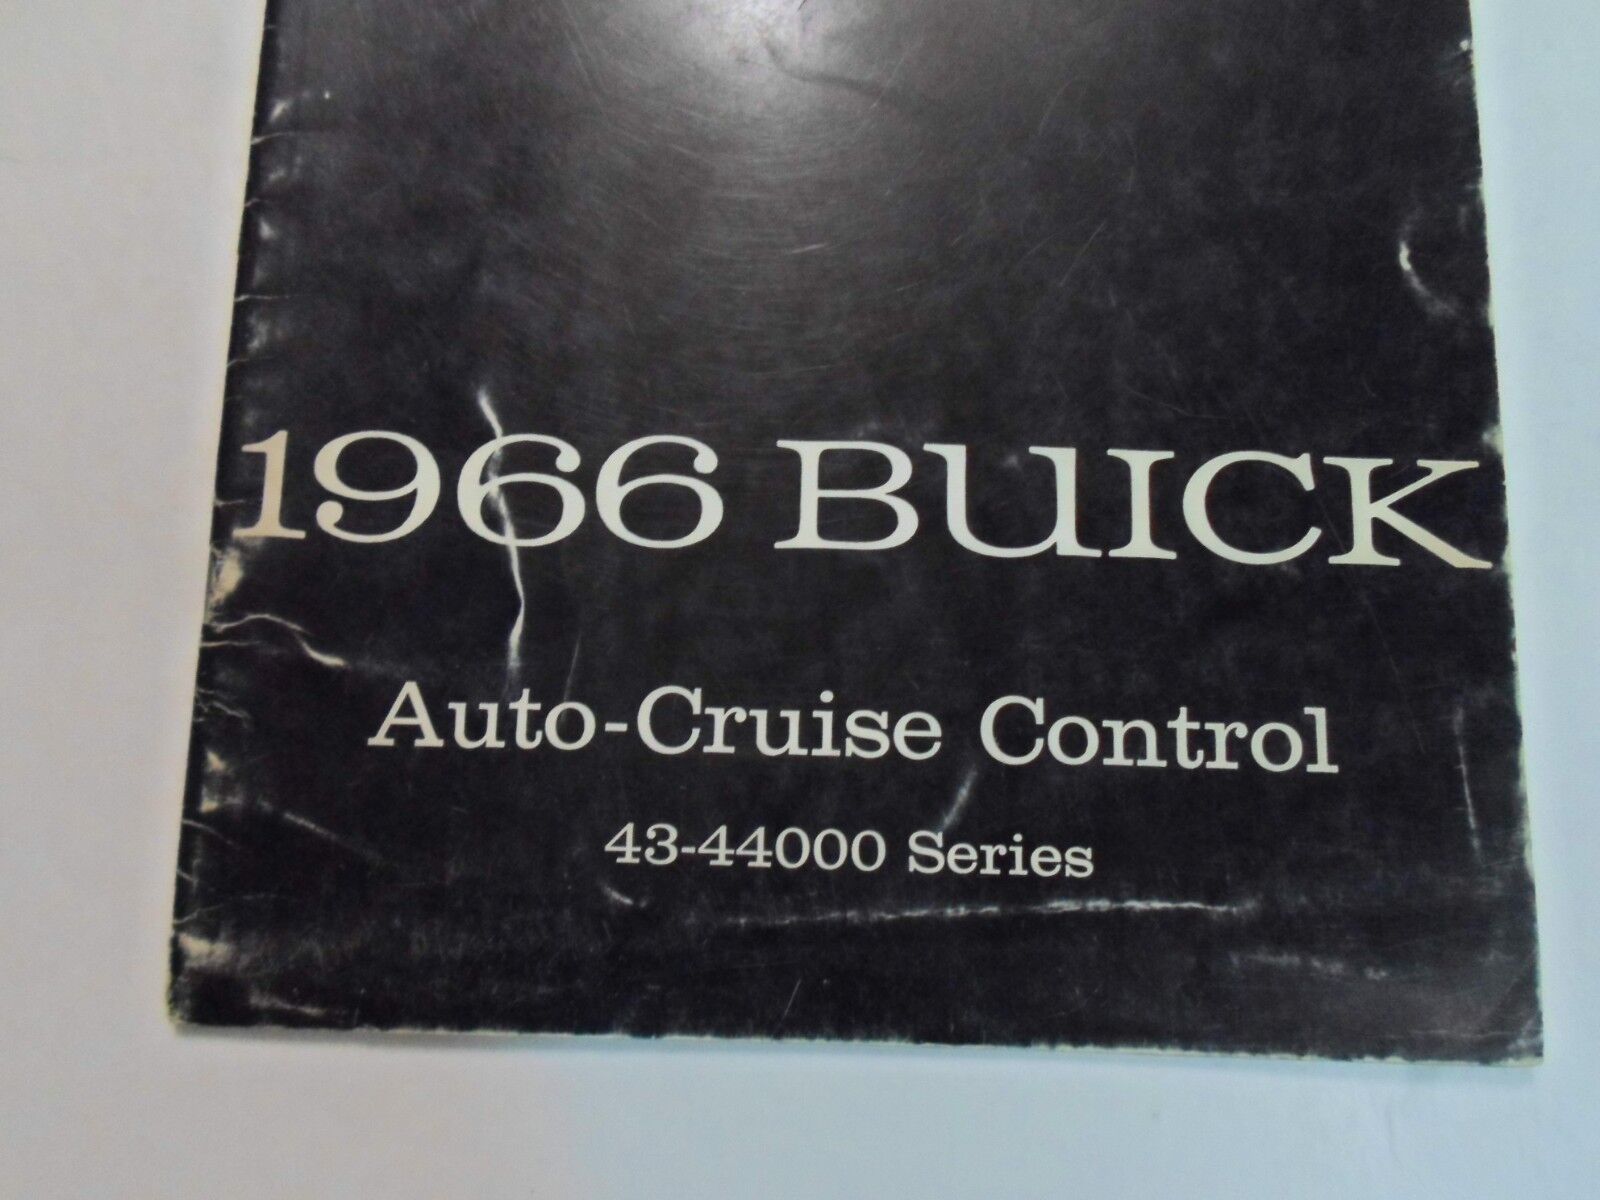 1966 BUICK
Auto-Cruise Control
43-44000 Series